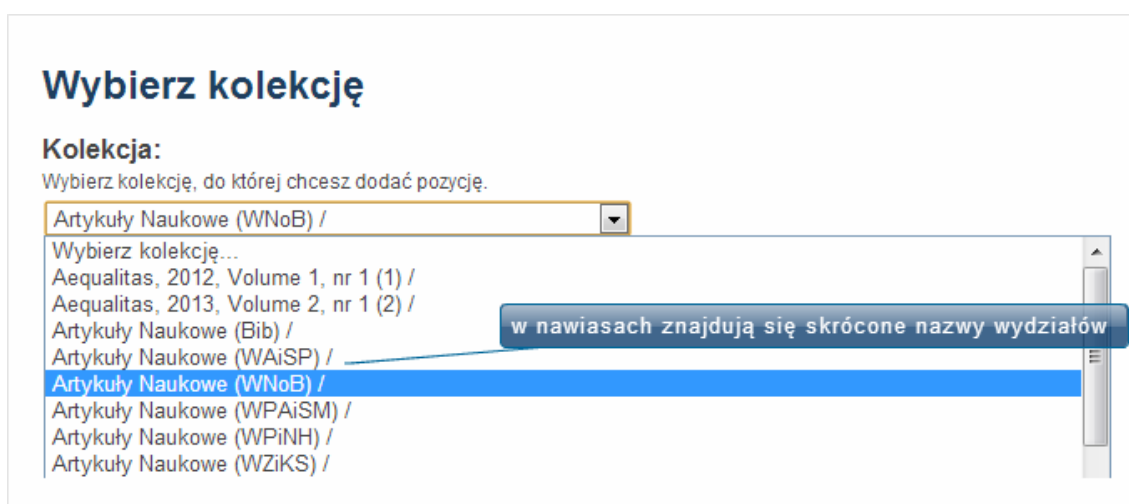 Wybierz kolekcję
Kolekcja:
Wybierz kolekcję, do której chcesz dodać pozycję.
Artykuły Naukowe (WNoB) /
Wybierz kolekcję...
Aequalitas, 2012, Volume 1, nr 1 (1) /
Aequalitas, 2013, Volume 2, nr 1 (2) /
Artykuły Naukowe (Bib) /
w nawiasach znajdują się skrócone nazwy wydziałów
Artykuły Naukowe (WAiSP) /
Artykuły Naukowe (WNoB) /
Artykuły Naukowe (WPAiSM) /
Artykuły Naukowe (WPiNH) /
Artykuły Naukowe (WZiKS) /